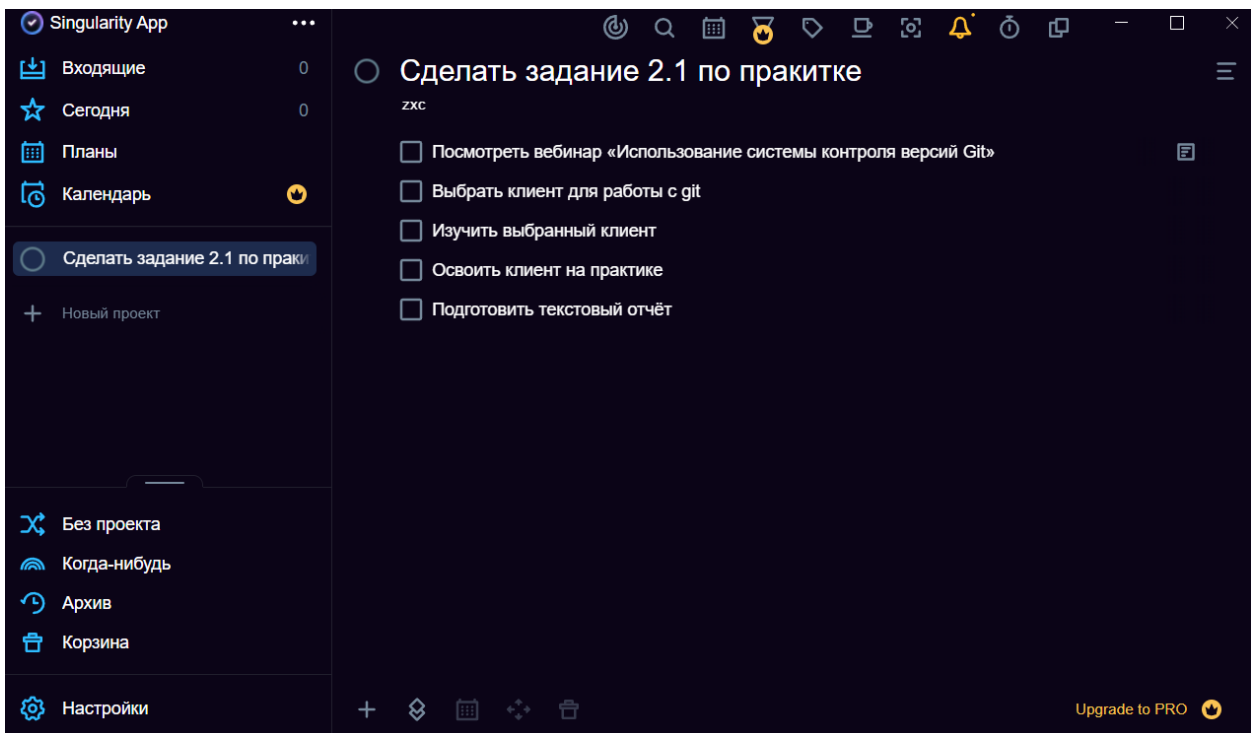 Singularity App
Входящие 0
Сегодня 0
Планы
Календарь
Сделать задание 2.1 по праки
Новый проект
Без проекта
Когда-нибудь
Архив
Корзина
Настройки
Сделать задание 2.1 по пракитке
zxc
Посмотреть вебинар «Использование системы контроля версий Git»
Выбрать клиент для работы с git
Изучить выбранный клиент
Освоить клиент на практике
Подготовить текстовый отчёт
Upgrade to PRO